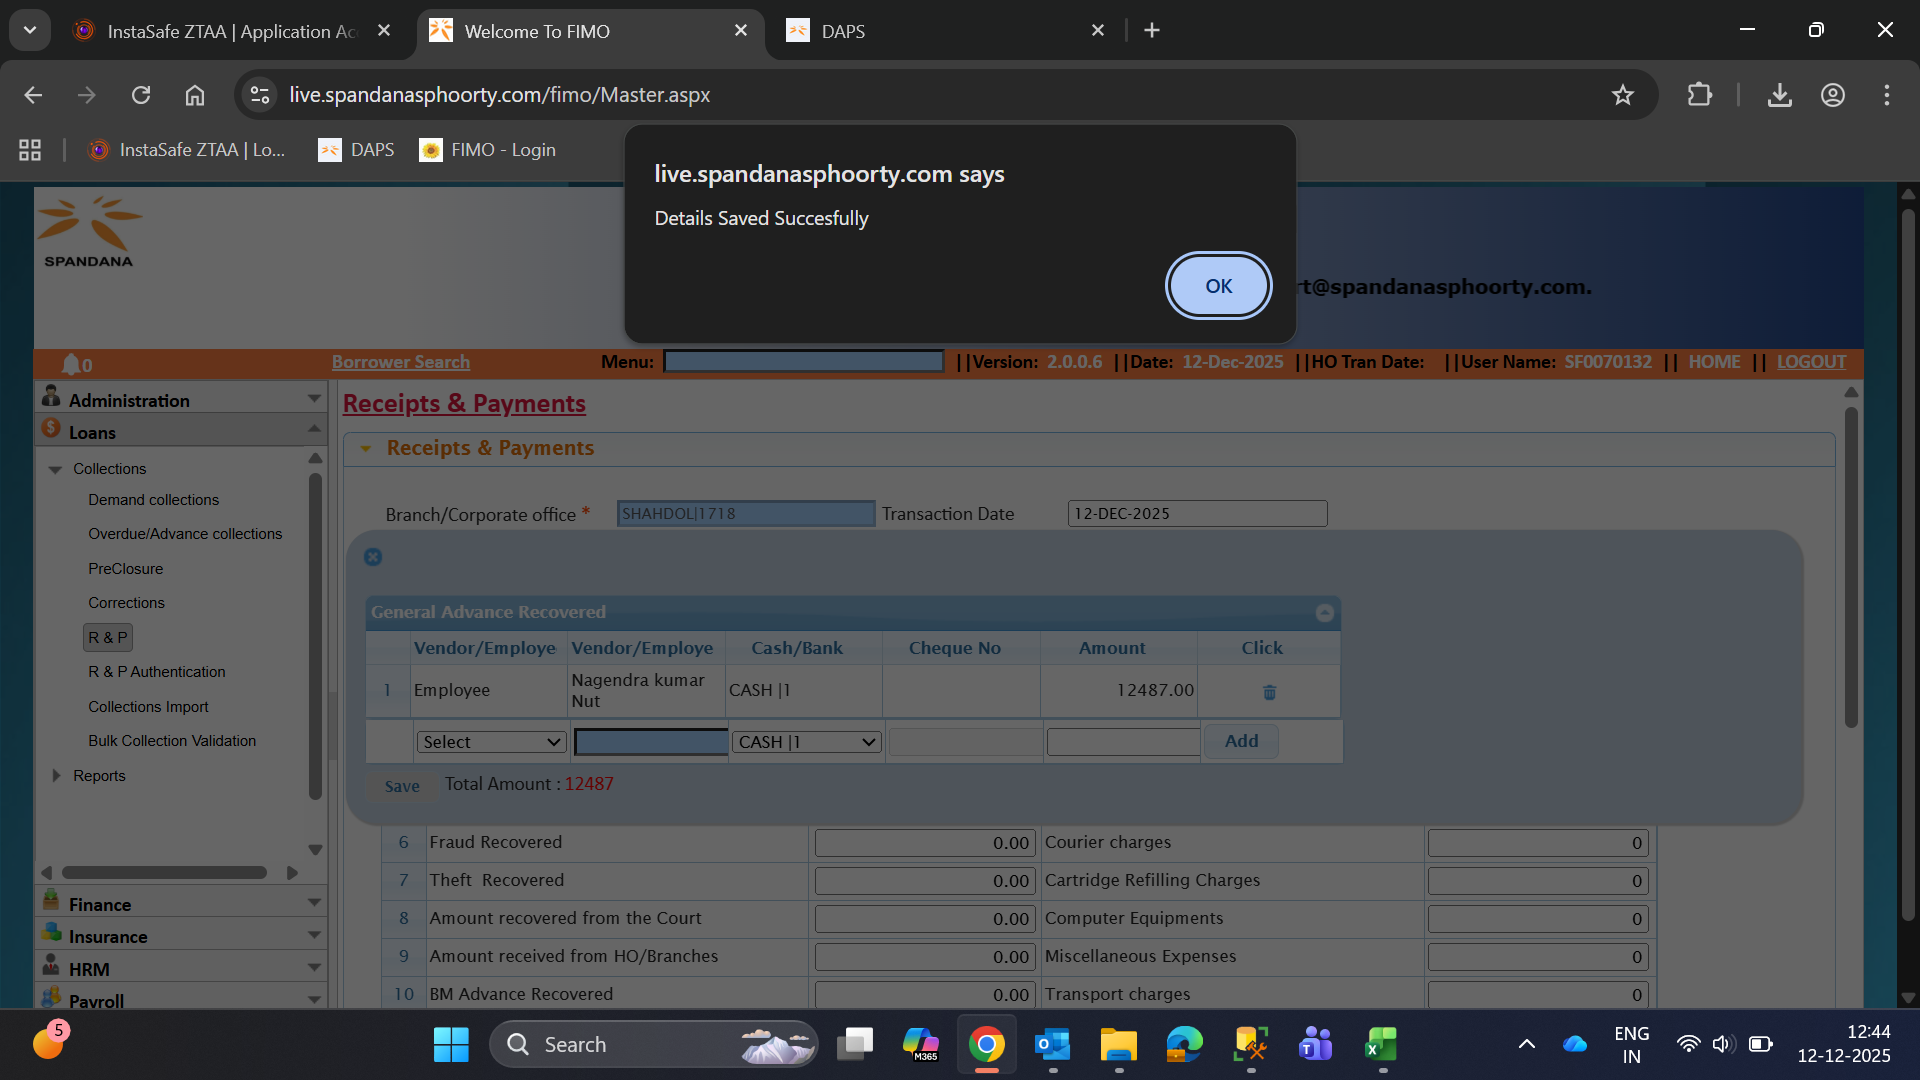 InstaSafe ZTAA | Application Acc
Welcome To FIMO
DAPS
live.spandanasphoorty.com/fimo/Master.aspx
InstaSafe ZTAA | Lo...
DAPS
FIMO - Login
live.spandanasphoorty.com says
Details Saved Succesfully
OK
SPANDANA
rt@spandanasphoorty.com.
0
Borrower Search
Menu:
||Version: 2.0.0.6 ||Date: 12-Dec-2025 ||HO Tran Date: ||User Name: SF0070132 || HOME || LOGOUT
Administration
Loans
Collections
Demand collections
Overdue/Advance collections
PreClosure
Corrections
R & P
R & P Authentication
Collections Import
Bulk Collection Validation
Reports
Finance
Insurance
HRM
Payroll
Receipts & Payments
Receipts & Payments
Branch/Corporate office * SHAHDOL|1718 Transaction Date 12-DEC-2025
General Advance Recovered
Vendor/Employe Vendor/Employe Cash/Bank Cheque No Amount Click
1 Employee Nagendra kumar Nut CASH |1 12487.00
Select CASH |1 Add
Save Total Amount : 12487
6 Fraud Recovered 0.00 Courier charges 0
7 Theft Recovered 0.00 Cartridge Refilling Charges 0
8 Amount recovered from the Court 0.00 Computer Equipments 0
9 Amount received from HO/Branches 0.00 Miscellaneous Expenses 0
10 BM Advance Recovered 0.00 Transport charges 0
5
Search
M365
ENG
IN
12:44
12-12-2025